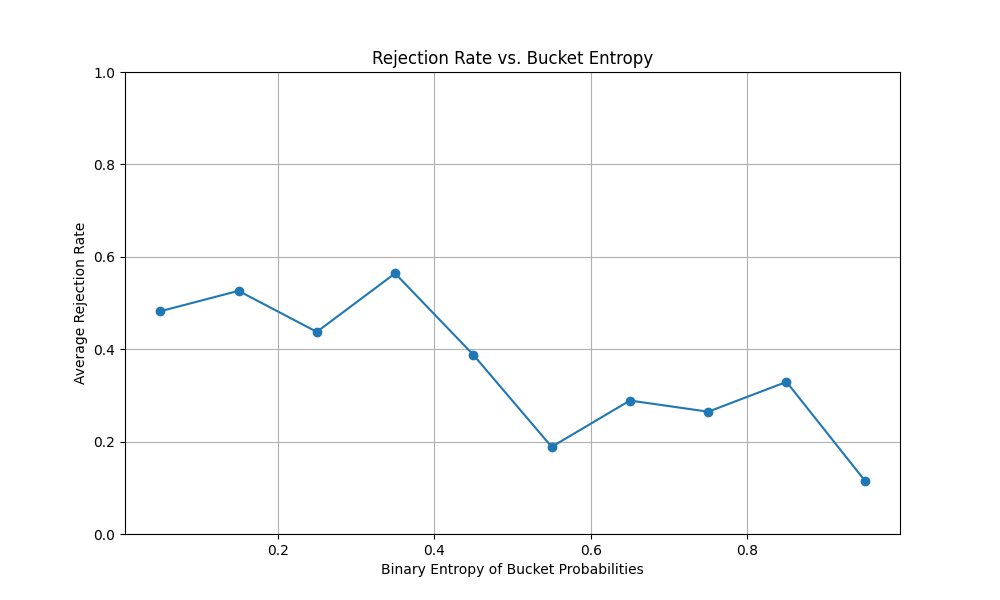 Rejection Rate vs. Bucket Entropy
1.0
0.8
0.6
0.4
0.2
0.0
Average Rejection Rate
0.2 0.4 0.6 0.8
Binary Entropy of Bucket Probabilities